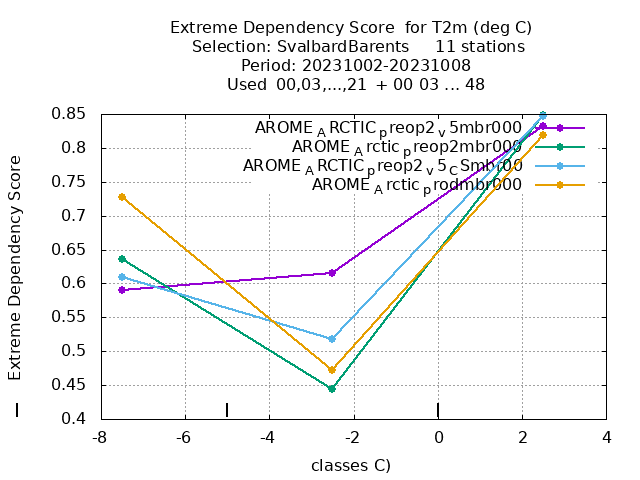 Extreme Dependency Score for T2m (deg C)
Selection: SvalbardBarents 11 stations
Period: 20231002-20231008
Used 00,03,...,21 + 00 03 ... 48
Extreme Dependency Score
0.85
0.8
0.75
0.7
0.65
0.6
0.55
0.5
0.45
0.4
AROME_ARCTIC_preop2_v5mbr000
AROME_Arctic_preop2mbr000
AROME_ARCTIC_preop2_v5_CSmbr00
AROME_Arctic_prodmbr000
-8 -6 -4 -2 0 2 4
classes C)